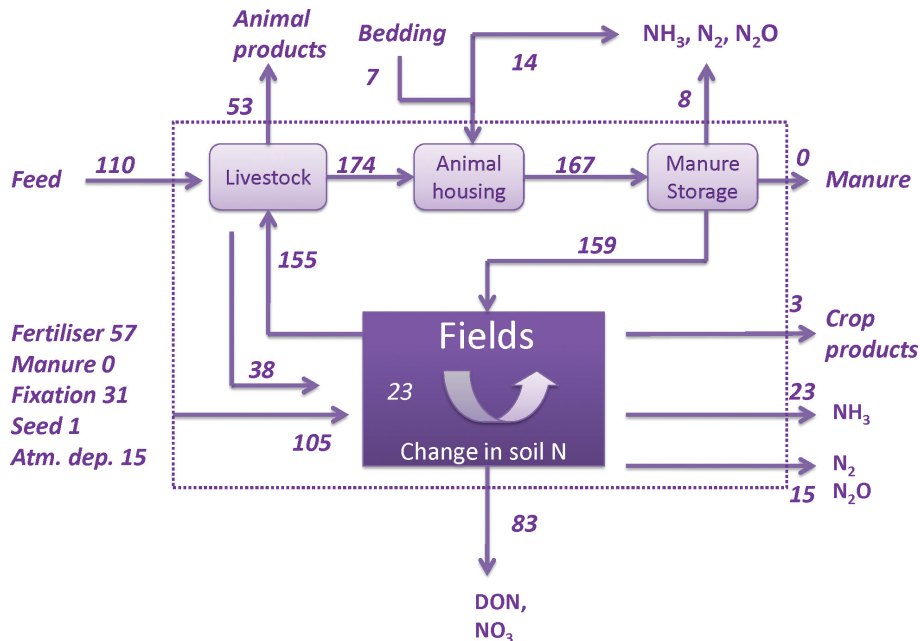 Animal
products
Bedding
NH₃, N₂, N₂O
7
14
8
53
110
Feed
Livestock
174
Animal
housing
167
Manure
Storage
0
Manure
155
159
Fertiliser 57
Manure 0
Fixation 31
Seed 1
Atm. dep. 15
38
105
Fields
23
Change in soil N
3
Crop
products
23
NH₃
N₂
15
N₂O
83
DON,
NO₃